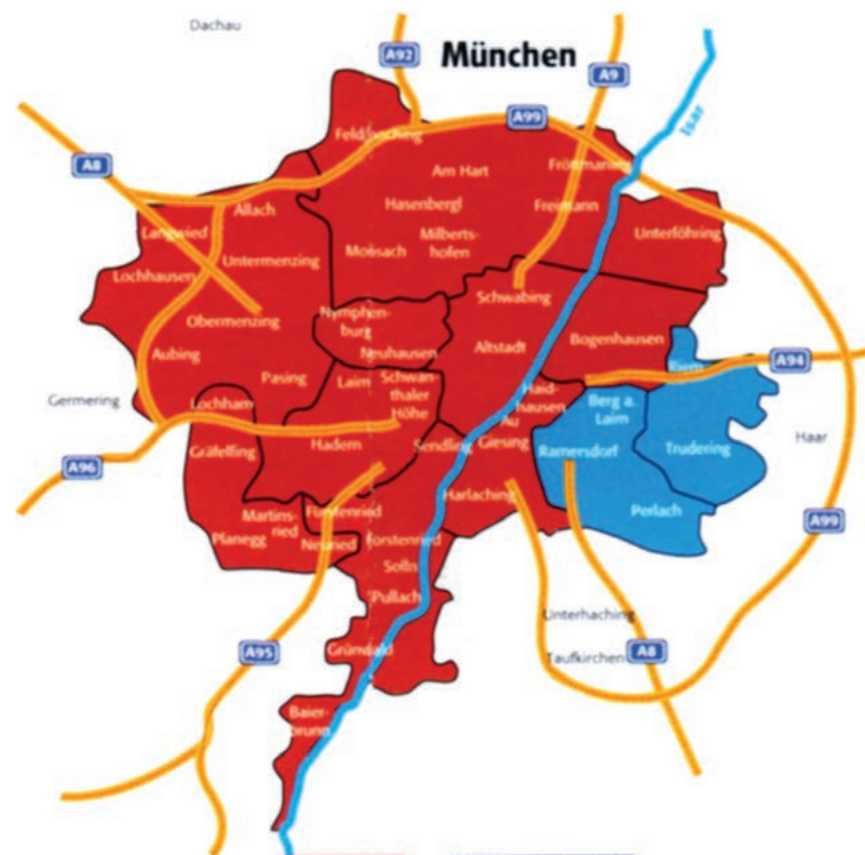 Dachau
A92
München
A9
A99
Isar
Feldmoching
A8
Am Hart
Fröttmaning
Allach
Hasenbergl
Freimann
Langwied
Milberts-
hofen
Unterföhring
Moosach
Untermenzing
Lochhausen
Schwabing
Nymphen-
burg
Obermenzing
Bogenhausen
Altstadt
Aubing
Neuhausen
Riem
A94
Pasing
Laim
Schwan-
thaler
Höhe
Germering
Lochham
Haid-
hausen
Au
Berg a.
Laim
Haar
Hadern
Sendling
Giesung
Gräfelfing
Ramersdorf
Trudering
A96
Harlaching
Martins-
ried
Fürstenried
Perlach
A99
Planegg
Neuried
Forstenried
Solln
Pullach
Unterhaching
Grünwald
A95
A8
Taufkirchen
Baier-
brunn